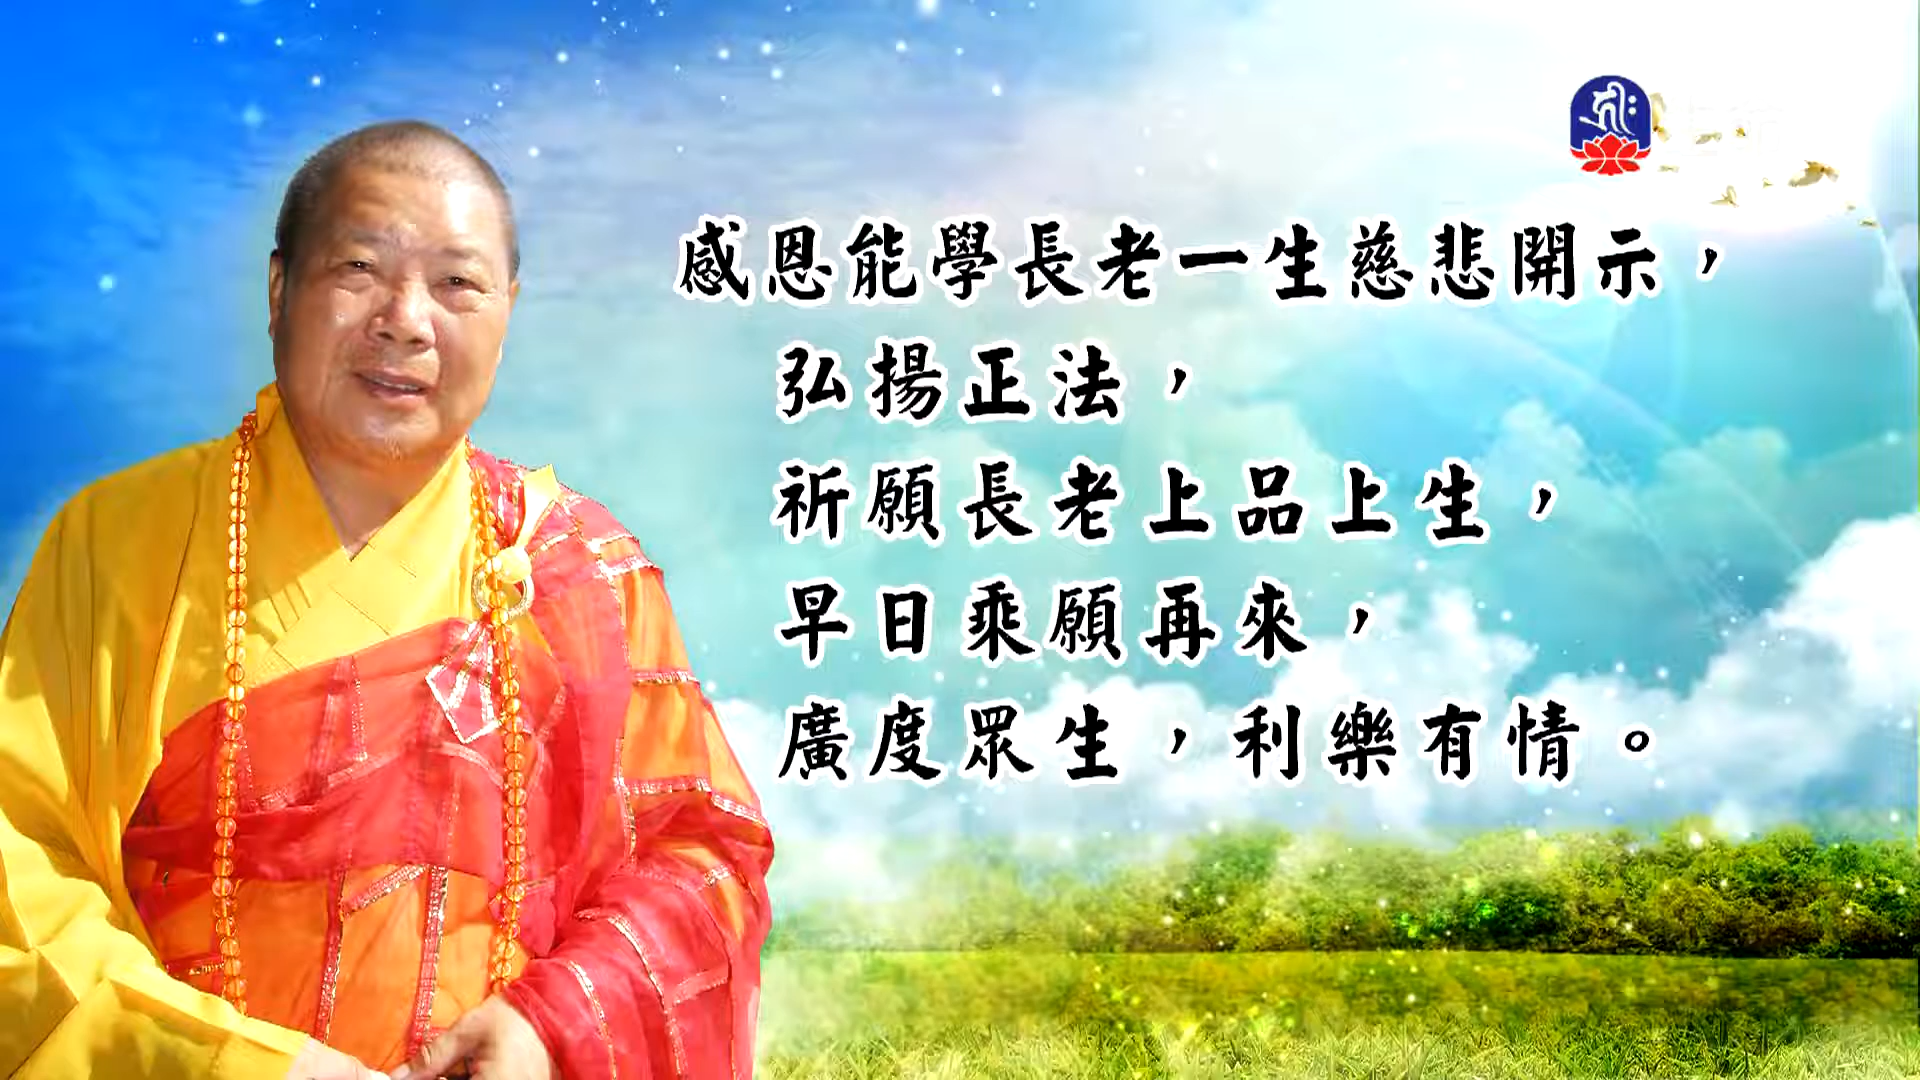 感恩能學長老一生慈悲開示，
弘揚正法，
祈願長老上品上生，
早日乘願再來，
廣度眾生，利樂有情。